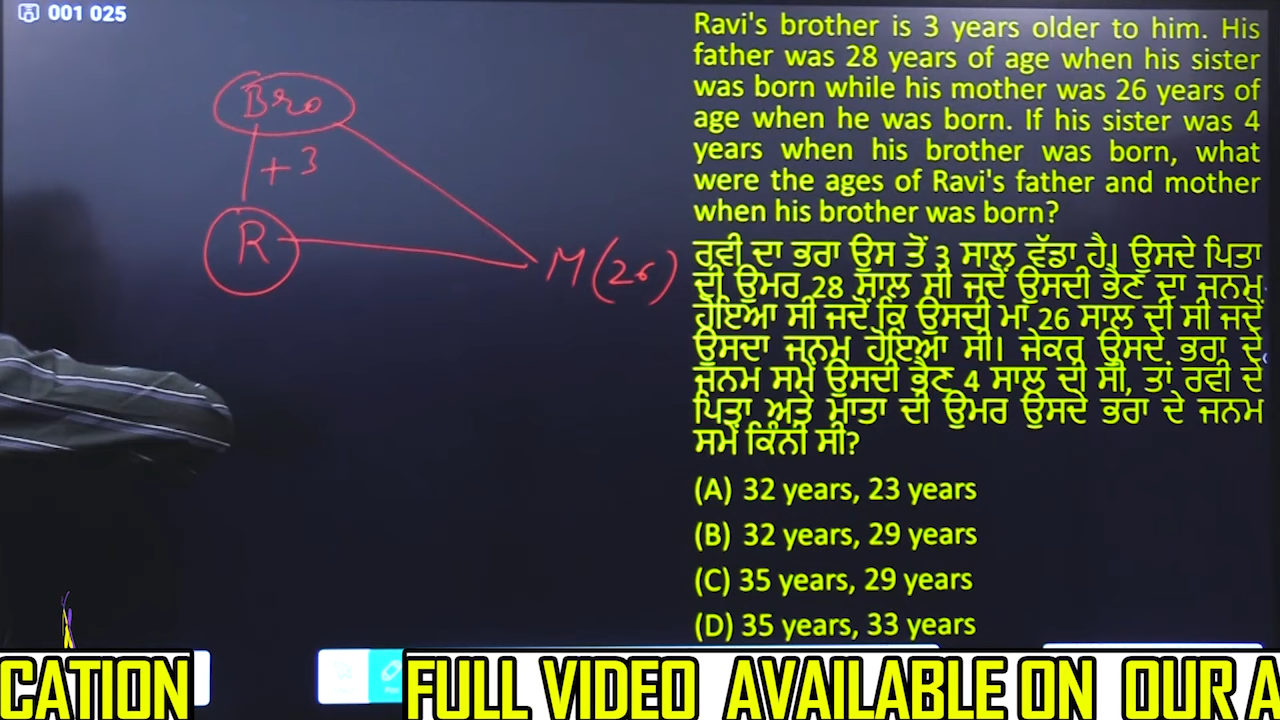 001 025
Bro
+3
R
M (26)
Ravi's brother is 3 years older to him. His
father was 28 years of age when his sister
was born while his mother was 26 years of
age when he was born. If his sister was 4
years when his brother was born, what
were the ages of Ravi's father and mother
when his brother was born?
ਰਵੀ ਦਾ ਭਰਾ ਉਸ ਤੋਂ 3 ਸਾਲ ਵੱਡਾ ਹੈ। ਉਸਦੇ ਪਿਤਾ
ਦੀ ਉਮਰ 28 ਸਾਲ ਸੀ ਜਦੋਂ ਉਸਦੀ ਭੈਣ ਦਾ ਜਨਮ
ਹੋਇਆ ਸੀ ਜਦੋਂ ਕਿ ਉਸਦੀ ਮਾਂ 26 ਸਾਲ ਦੀ ਸੀ ਜਦੋਂ
ਉਸਦਾ ਜਨਮ ਹੋਇਆ ਸੀ। ਜੇਕਰ ਉਸਦੇ ਭਰਾ ਦੇ
ਜਨਮ ਸਮੇਂ ਉਸਦੀ ਭੈਣ 4 ਸਾਲ ਦੀ ਸੀ, ਤਾਂ ਰਵੀ ਦੇ
ਪਿਤਾ ਅਤੇ ਮਾਤਾ ਦੀ ਉਮਰ ਉਸਦੇ ਭਰਾ ਦੇ ਜਨਮ
ਸਮੇਂ ਕਿੰਨੀ ਸੀ?
(A) 32 years, 23 years
(B) 32 years, 29 years
(C) 35 years, 29 years
(D) 35 years, 33 years
CATION FULL VIDEO AVAILABLE ON OUR A